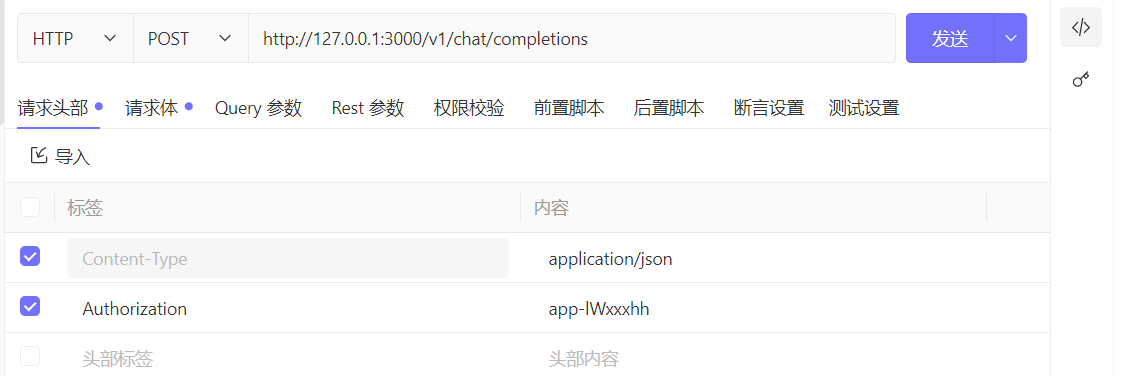 HTTP POST http://127.0.0.1:3000/v1/chat/completions 发送
请求头部 请求体 Query 参数 Rest 参数 权限校验 前置脚本 后置脚本 断言设置 测试设置
导入
标签 内容
Content-Type application/json
Authorization app-lWxxxhh
头部标签 头部内容